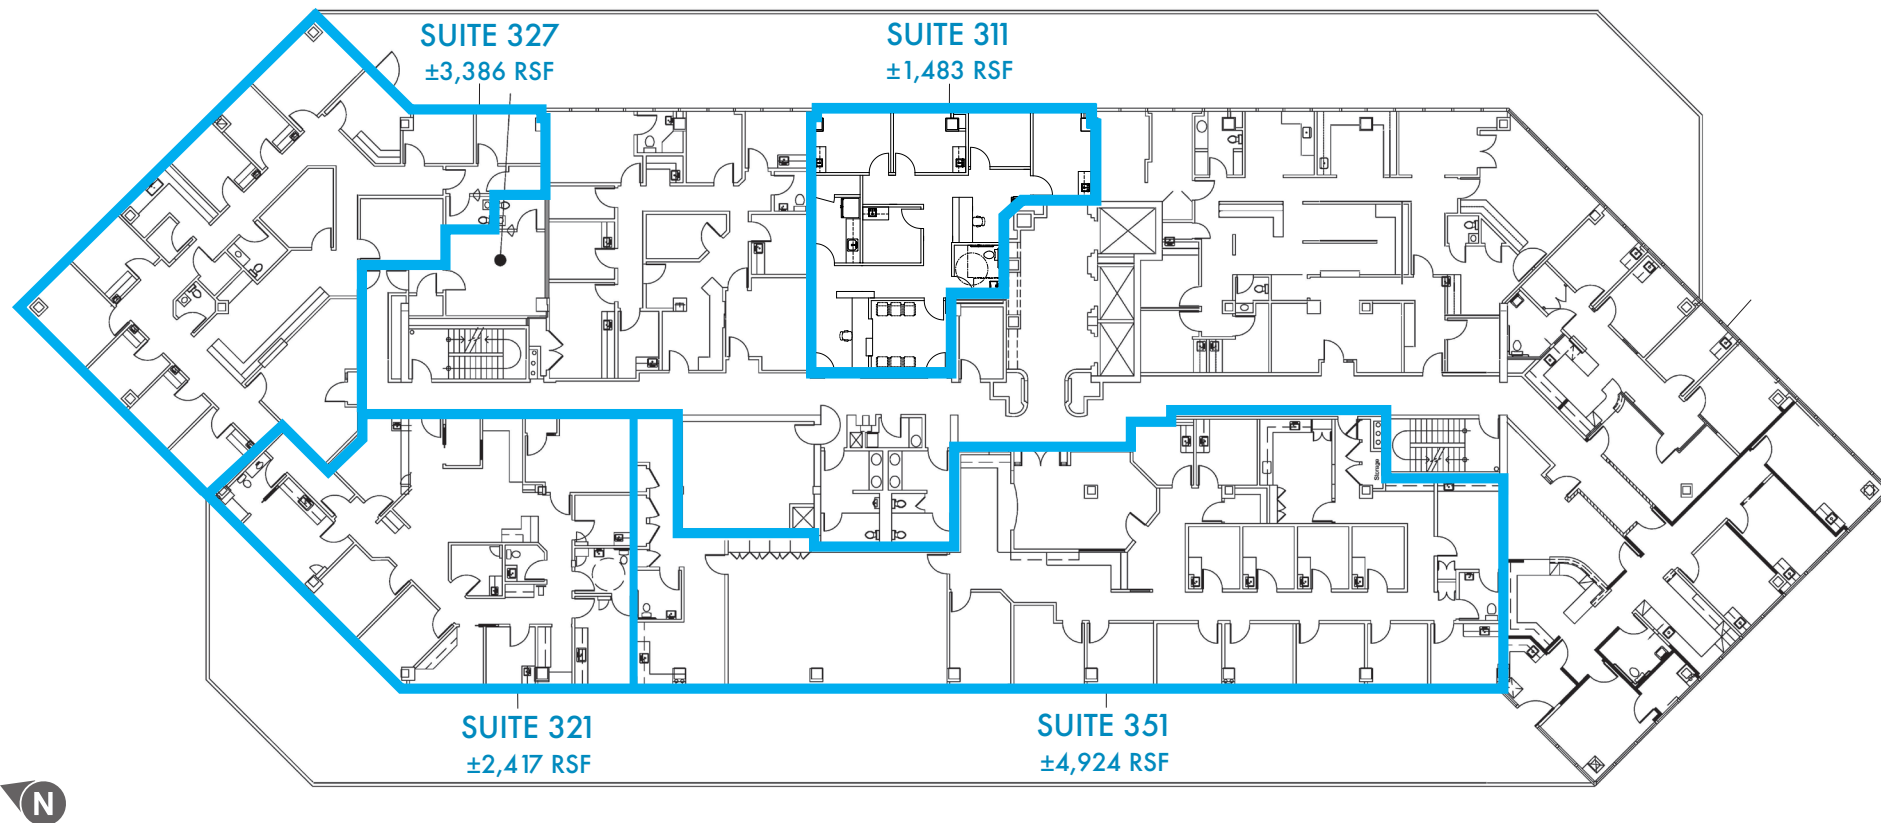 SUITE 327
±3,386 RSF
SUITE 311
±1,483 RSF
Storage
SUITE 321
±2,417 RSF
SUITE 351
±4,924 RSF
N